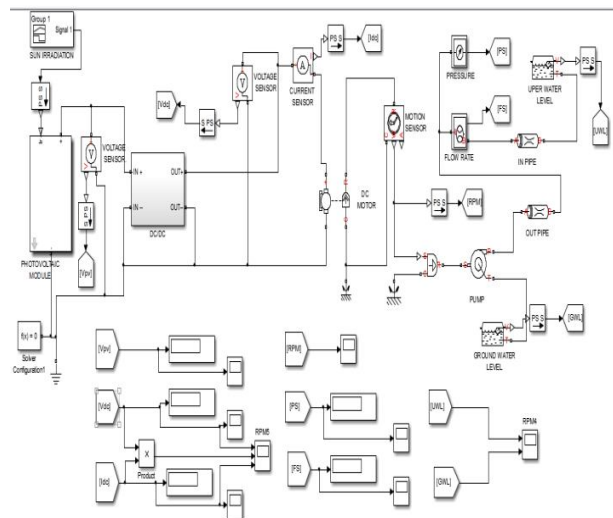 Group 1
Signal 1
SUN IRRADIATION
S PS
PHOTOVOLTAIC MODULE
VOLTAGE SENSOR
S PS
[Vpv]
IN +
IN -
OUT+
OUT-
DC/DC
[Vdc]
S PS
VOLTAGE SENSOR
V
V
A
CURRENT SENSOR
PS S
[Idc]
DC MOTOR
MOTION SENSOR
PS S
[RPM]
PRESSURE
[PS]
FLOW RATE
[FS]
UPER WATER LEVEL
PS S
[UWL]
IN PIPE
OUT PIPE
PUMP
GROUND WATER LEVEL
PS S
[GWL]
f(x) = 0
Solver Configuration1
[Vpv]
[Vdc]
[Idc]
X
Product
RPM5
[RPM]
[PS]
[FS]
[UWL]
[GWL]
RPM4